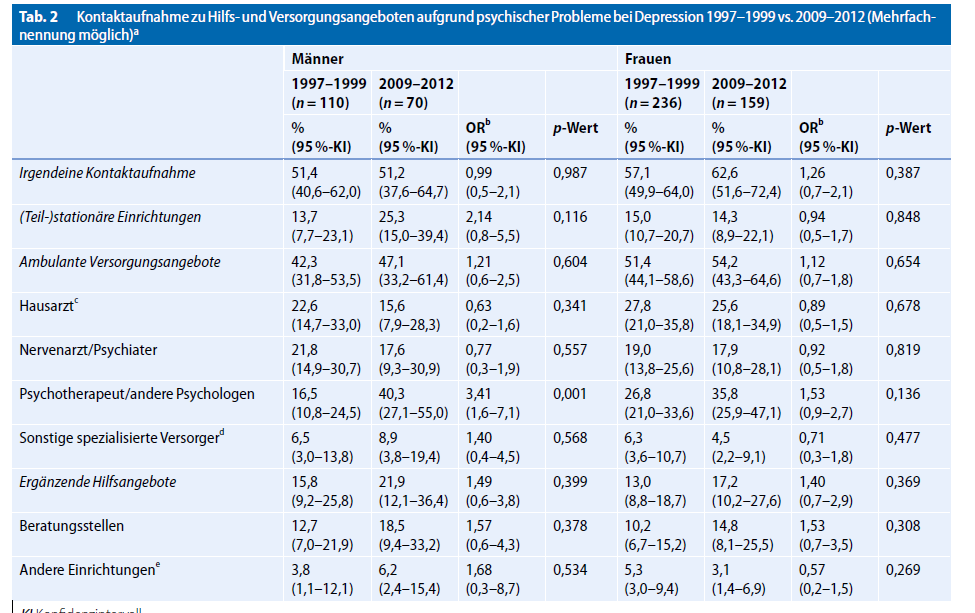 Tab. 2 Kontaktaufnahme zu Hilfs- und Versorgungsangeboten aufgrund psychischer Probleme bei Depression 1997–1999 vs. 2009–2012 (Mehrfach-
nennung möglich)a
Männer Frauen
1997–1999 2009–2012 1997–1999 2009–2012
(n = 110) (n = 70) (n = 236) (n = 159)
% % ORb p-Wert % % ORb p-Wert
(95 %-KI) (95 %-KI) (95 %-KI) (95 %-KI) (95 %-KI) (95 %-KI)
Irgendeine Kontaktaufnahme 51,4 51,2 0,99 0,987 57,1 62,6 1,26 0,387
(40,6–62,0) (37,6–64,7) (0,5–2,1) (49,9–64,0) (51,6–72,4) (0,7–2,1)
(Teil-)stationäre Einrichtungen 13,7 25,3 2,14 0,116 15,0 14,3 0,94 0,848
(7,7–23,1) (15,0–39,4) (0,8–5,5) (10,7–20,7) (8,9–22,1) (0,5–1,7)
Ambulante Versorgungsangebote 42,3 47,1 1,21 0,604 51,4 54,2 1,12 0,654
(31,8–53,5) (33,2–61,4) (0,6–2,5) (44,1–58,6) (43,3–64,6) (0,7–1,8)
Hausarztc 22,6 15,6 0,63 0,341 27,8 25,6 0,89 0,678
(14,7–33,0) (7,9–28,3) (0,2–1,6) (21,0–35,8) (18,1–34,9) (0,5–1,5)
Nervenarzt/Psychiater 21,8 17,6 0,77 0,557 19,0 17,9 0,92 0,819
(14,9–30,7) (9,3–30,9) (0,3–1,9) (13,8–25,6) (10,8–28,1) (0,5–1,8)
Psychotherapeut/andere Psychologen 16,5 40,3 3,41 0,001 26,8 35,8 1,53 0,136
(10,8–24,5) (27,1–55,0) (1,6–7,1) (21,0–33,6) (25,9–47,1) (0,9–2,7)
Sonstige spezialisierte Versorgerd 6,5 8,9 1,40 0,568 6,3 4,5 0,71 0,477
(3,0–13,8) (3,8–19,4) (0,4–4,5) (3,6–10,7) (2,2–9,1) (0,3–1,8)
Ergänzende Hilfsangebote 15,8 21,9 1,49 0,399 13,0 17,2 1,40 0,369
(9,2–25,8) (12,1–36,4) (0,6–3,8) (8,8–18,7) (10,2–27,6) (0,7–2,9)
Beratungsstellen 12,7 18,5 1,57 0,378 10,2 14,8 1,53 0,308
(7,0–21,9) (9,4–33,2) (0,6–4,3) (6,7–15,2) (8,1–25,5) (0,7–3,5)
Andere Einrichtungene 3,8 6,2 1,68 0,534 5,3 3,1 0,57 0,269
(1,1–12,1) (2,4–15,4) (0,3–8,7) (3,0–9,4) (1,4–6,9) (0,2–1,5)
KI Konfidenzintervall